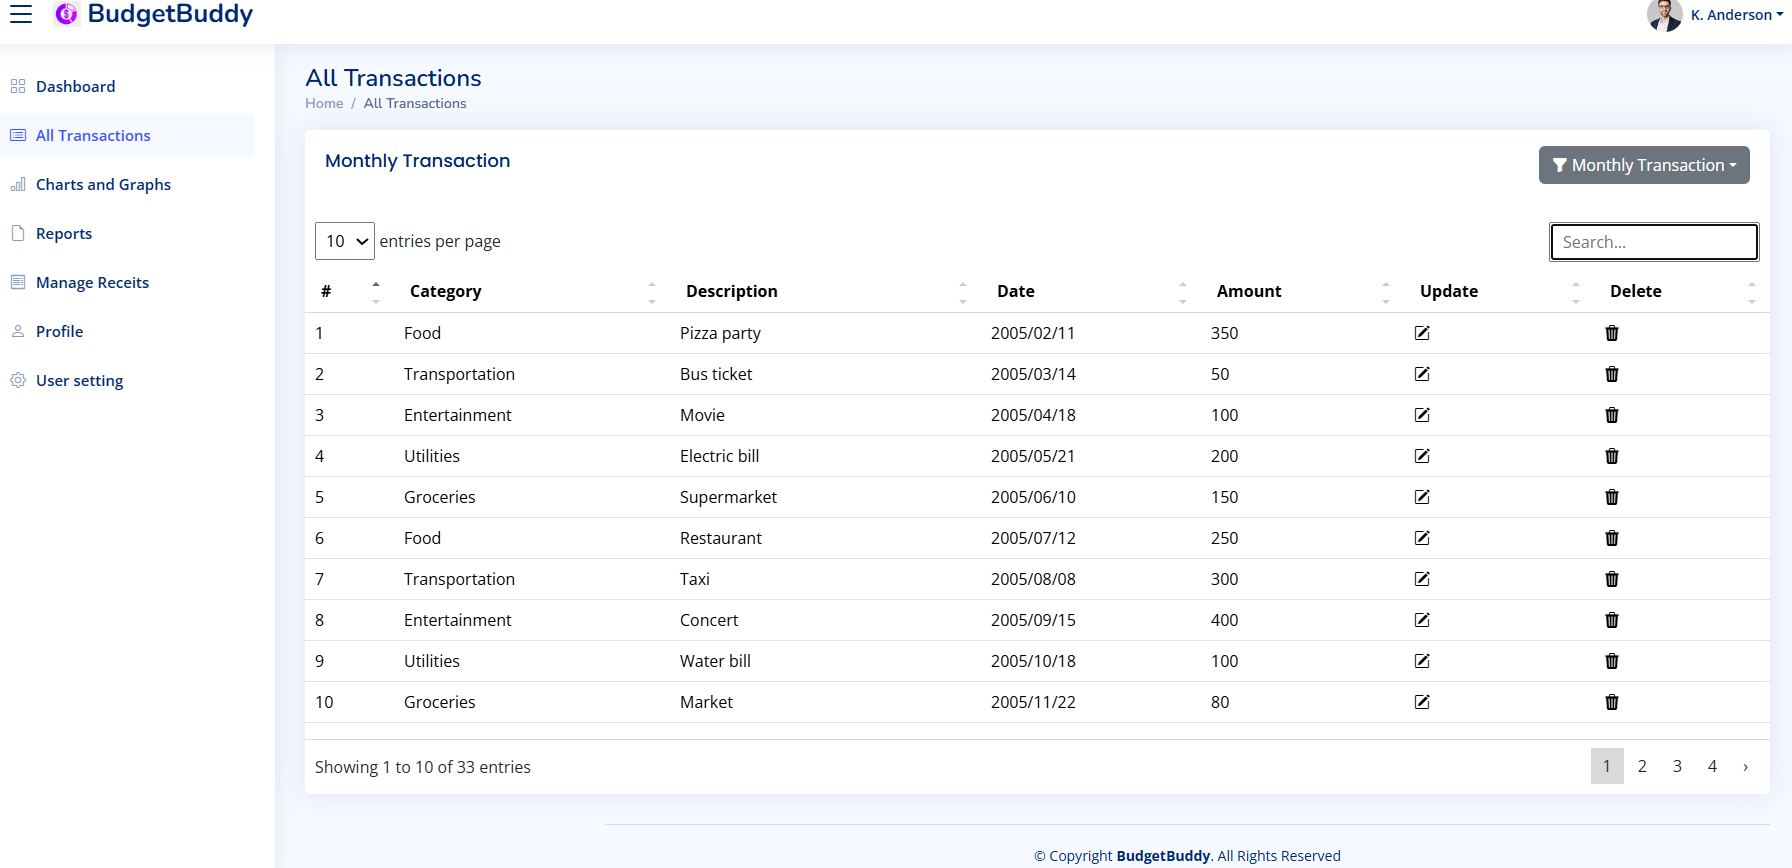 BudgetBuddy
K. Anderson
Dashboard
All Transactions
Charts and Graphs
Reports
Manage Receits
Profile
User setting
All Transactions
Home / All Transactions
Monthly Transaction
Monthly Transaction
10 entries per page
Search...
# Category Description Date Amount Update Delete
1 Food Pizza party 2005/02/11 350
2 Transportation Bus ticket 2005/03/14 50
3 Entertainment Movie 2005/04/18 100
4 Utilities Electric bill 2005/05/21 200
5 Groceries Supermarket 2005/06/10 150
6 Food Restaurant 2005/07/12 250
7 Transportation Taxi 2005/08/08 300
8 Entertainment Concert 2005/09/15 400
9 Utilities Water bill 2005/10/18 100
10 Groceries Market 2005/11/22 80
Showing 1 to 10 of 33 entries
1 2 3 4 ›
© Copyright BudgetBuddy. All Rights Reserved